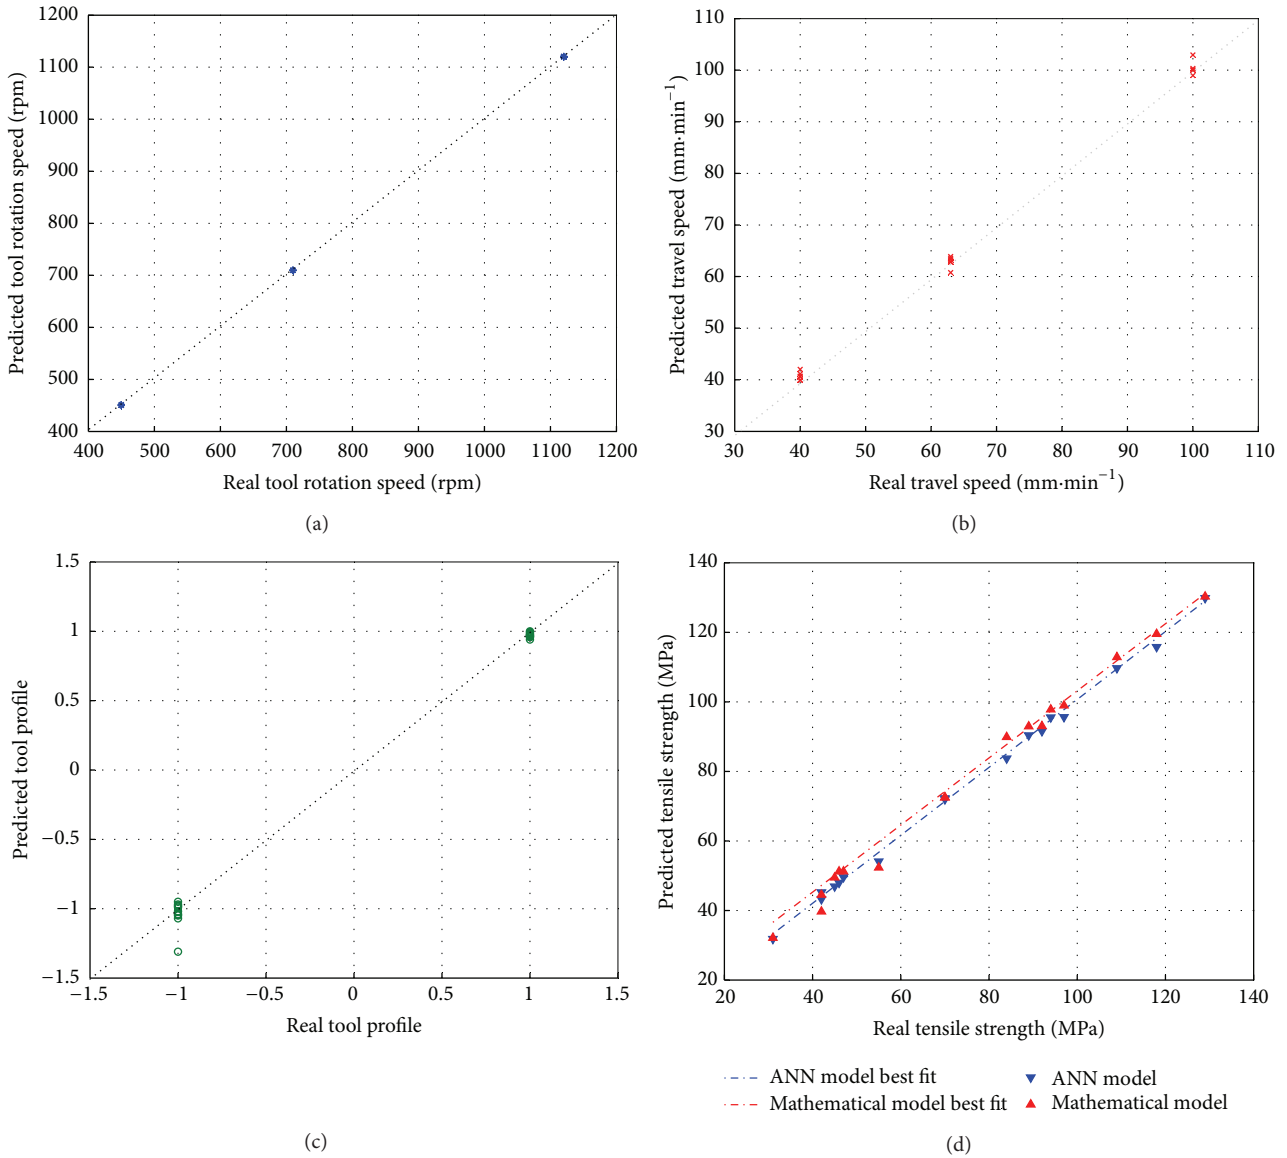 1200
1100
1000
900
800
700
600
500
400
400 500 600 700 800 900 1000 1100 1200
Predicted tool rotation speed (rpm)
Real tool rotation speed (rpm)
(a)
110
100
90
80
70
60
50
40
30
30 40 50 60 70 80 90 100 110
Predicted travel speed (mm·min−1)
Real travel speed (mm·min−1)
(b)
1.5
1
0.5
0
−0.5
−1
−1.5
−1.5 −1 −0.5 0 0.5 1 1.5
Predicted tool profile
Real tool profile
(c)
140
120
100
80
60
40
20
20 40 60 80 100 120 140
Predicted tensile strength (MPa)
Real tensile strength (MPa)
ANN model best fit ANN model
Mathematical model best fit Mathematical model
(d)